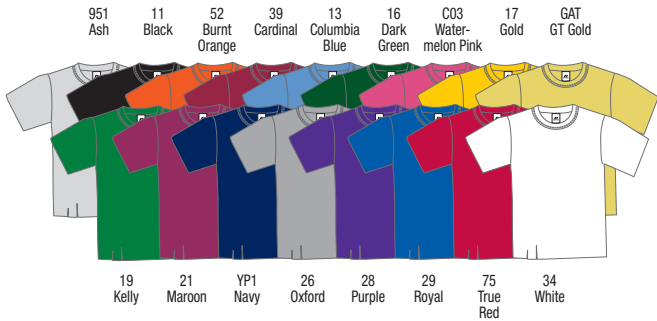 951 11 52 39 13 16 C03 17 GAT
Ash Black Burnt Cardinal Columbia Dark Water- Gold GT Gold
Orange Blue Green melon Pink
19 21 YP1 26 28 29 75 34
Kelly Maroon Navy Oxford Purple Royal True White
Red